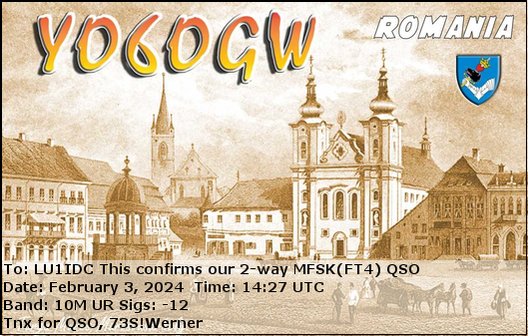 YO6OGW
ROMANIA
To: LU1IDC This confirms our 2-way MFSK(FT4) QSO
Date: February 3, 2024 Time: 14:27 UTC
Band: 10M UR Sigs: -12
Tnx for QSO, 73S!Werner